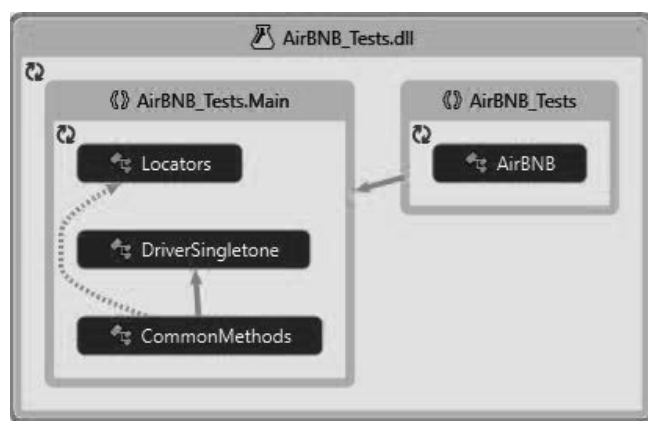 AirBNB_Tests.dll
AirBNB_Tests.Main
AirBNB_Tests
Locators
AirBNB
DriverSingletone
CommonMethods